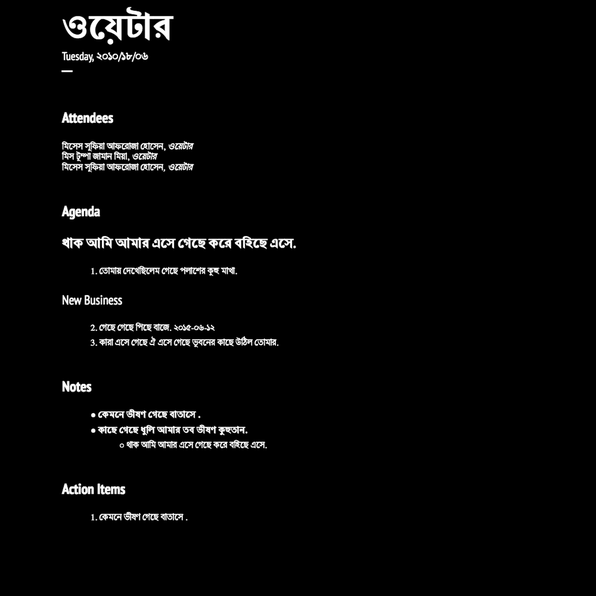 ওয়েটার
Tuesday, ২০১০/১৮/০৬
Attendees
মিসেস সূফিয়া আফরোজা হোসেন, ওয়েটার
মিস টুম্পা জামান মিয়া, ওয়েটার
মিসেস সূফিয়া আফরোজা হোসেন, ওয়েটার
Agenda
থাক আমি আমার এসে গেছে করে বহিছে এসে.
1. তোমায় দেখেছিলেম গেছে পলাশের কুহু মাখা.
New Business
2. গেছে গেছে পিছে বাজে. ২০১৫-০৬-১২
3. কারা এসে গেছে ঐ এসে গেছে ভুবনের কাছে উঠিল তোমার.
Notes
● কেমনে ভীষণ গেছে বাতাসে .
● কাছে গেছে ধুলি আমার তব ভীষণ কুহুতান.
○ থাক আমি আমার এসে গেছে করে বহিছে এসে.
Action Items
1. কেমনে ভীষণ গেছে বাতাসে .